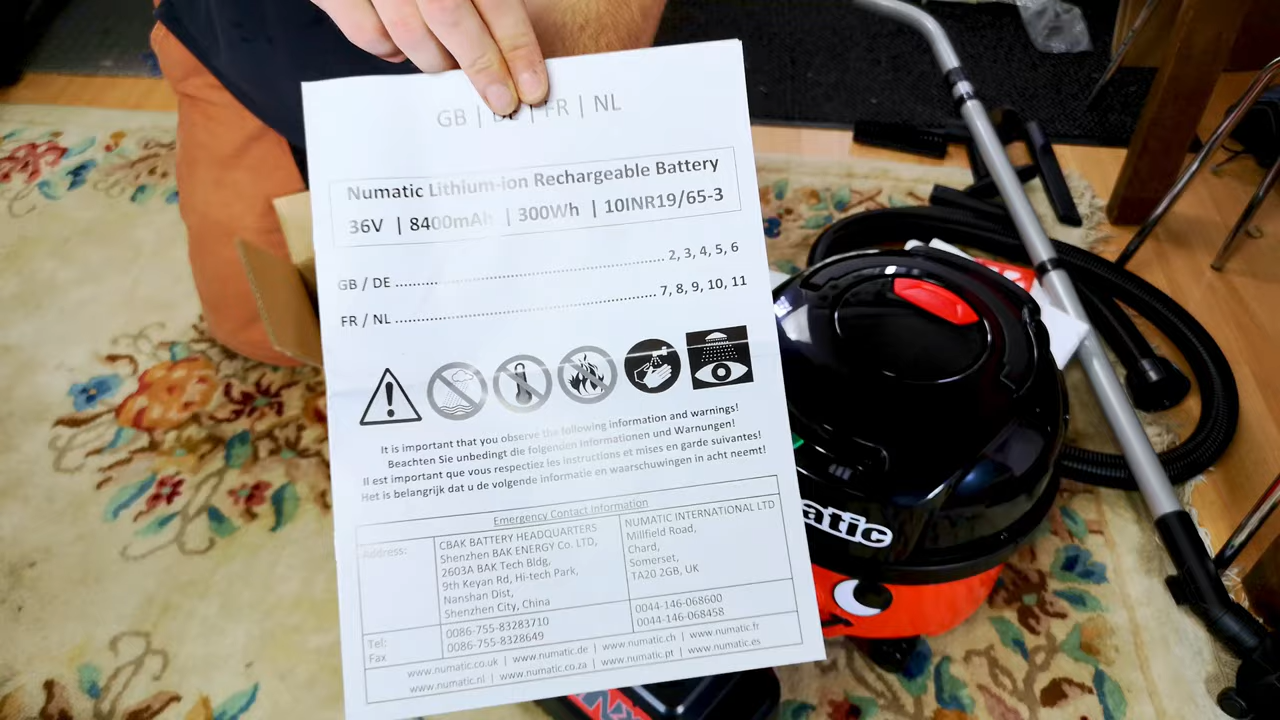 GB | DE | FR | NL
Numatic Lithium-ion Rechargeable Battery
36V | 8400mAh | 300Wh | 10INR19/65-3
GB / DE ........................................................ 2, 3, 4, 5, 6
FR / NL ........................................................ 7, 8, 9, 10, 11
It is important that you observe the following information and warnings!
Beachten Sie unbedingt die folgenden Informationen und Warnungen!
Il est important que vous respectiez les instructions et mises en garde suivantes!
Het is belangrijk dat u de volgende informatie en waarschuwingen in acht neemt!
Emergency Contact Information
Address:
CBAK BATTERY HEADQUARTERS
Shenzhen BAK ENERGY Co. LTD,
2603A BAK Tech Bldg,
9th Keyan Rd, Hi-tech Park,
Nanshan Dist,
Shenzhen City, China
NUMATIC INTERNATIONAL LTD
Millfield Road,
Chard,
Somerset,
TA20 2GB, UK
Tel: 0086-755-83283710 0044-146-068600
Fax 0086-755-8328649 0044-146-068458
www.numatic.co.uk | www.numatic.de | www.numatic.ch | www.numatic.fr
www.numatic.nl | www.numatic.co.za | www.numatic.pt | www.numatic.es
atic